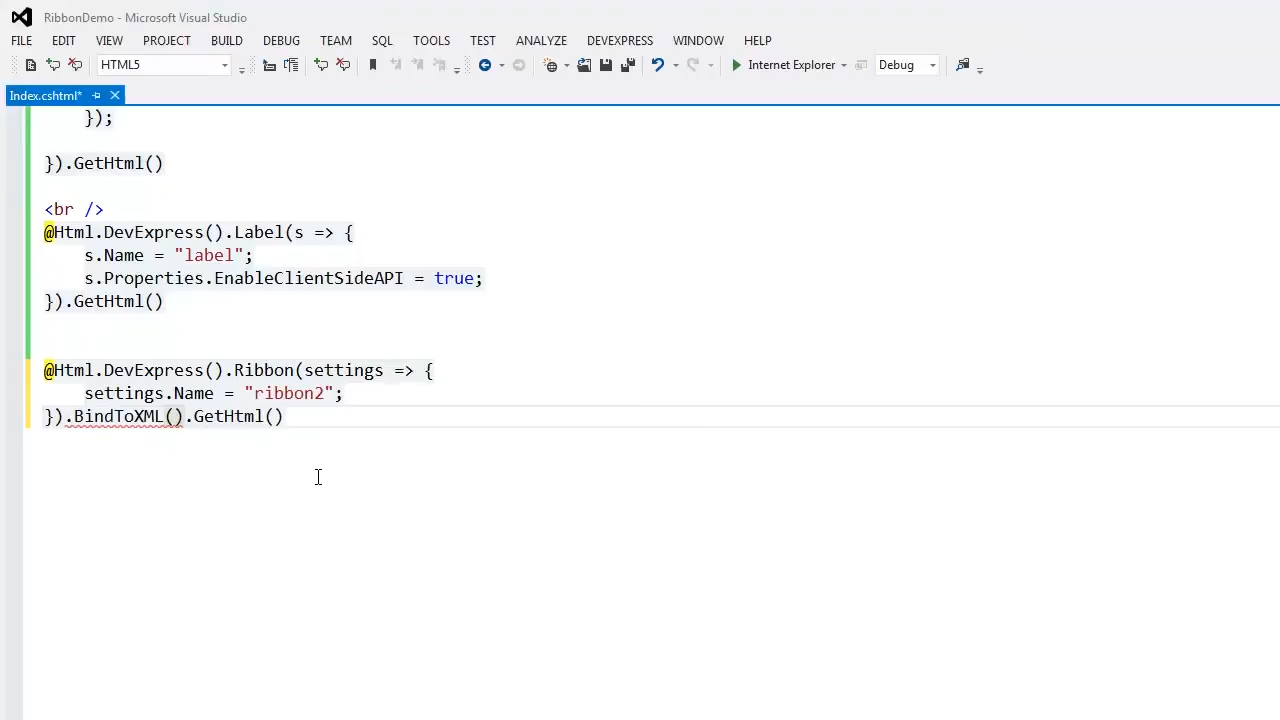 RibbonDemo - Microsoft Visual Studio
FILE EDIT VIEW PROJECT BUILD DEBUG TEAM SQL TOOLS TEST ANALYZE DEVEXPRESS WINDOW HELP
HTML5 Internet Explorer Debug
Index.cshtml*
});
}).GetHtml()
<br />
@Html.DevExpress().Label(s => {
s.Name = "label";
s.Properties.EnableClientSideAPI = true;
}).GetHtml()
@Html.DevExpress().Ribbon(settings => {
settings.Name = "ribbon2";
}).BindToXML().GetHtml()